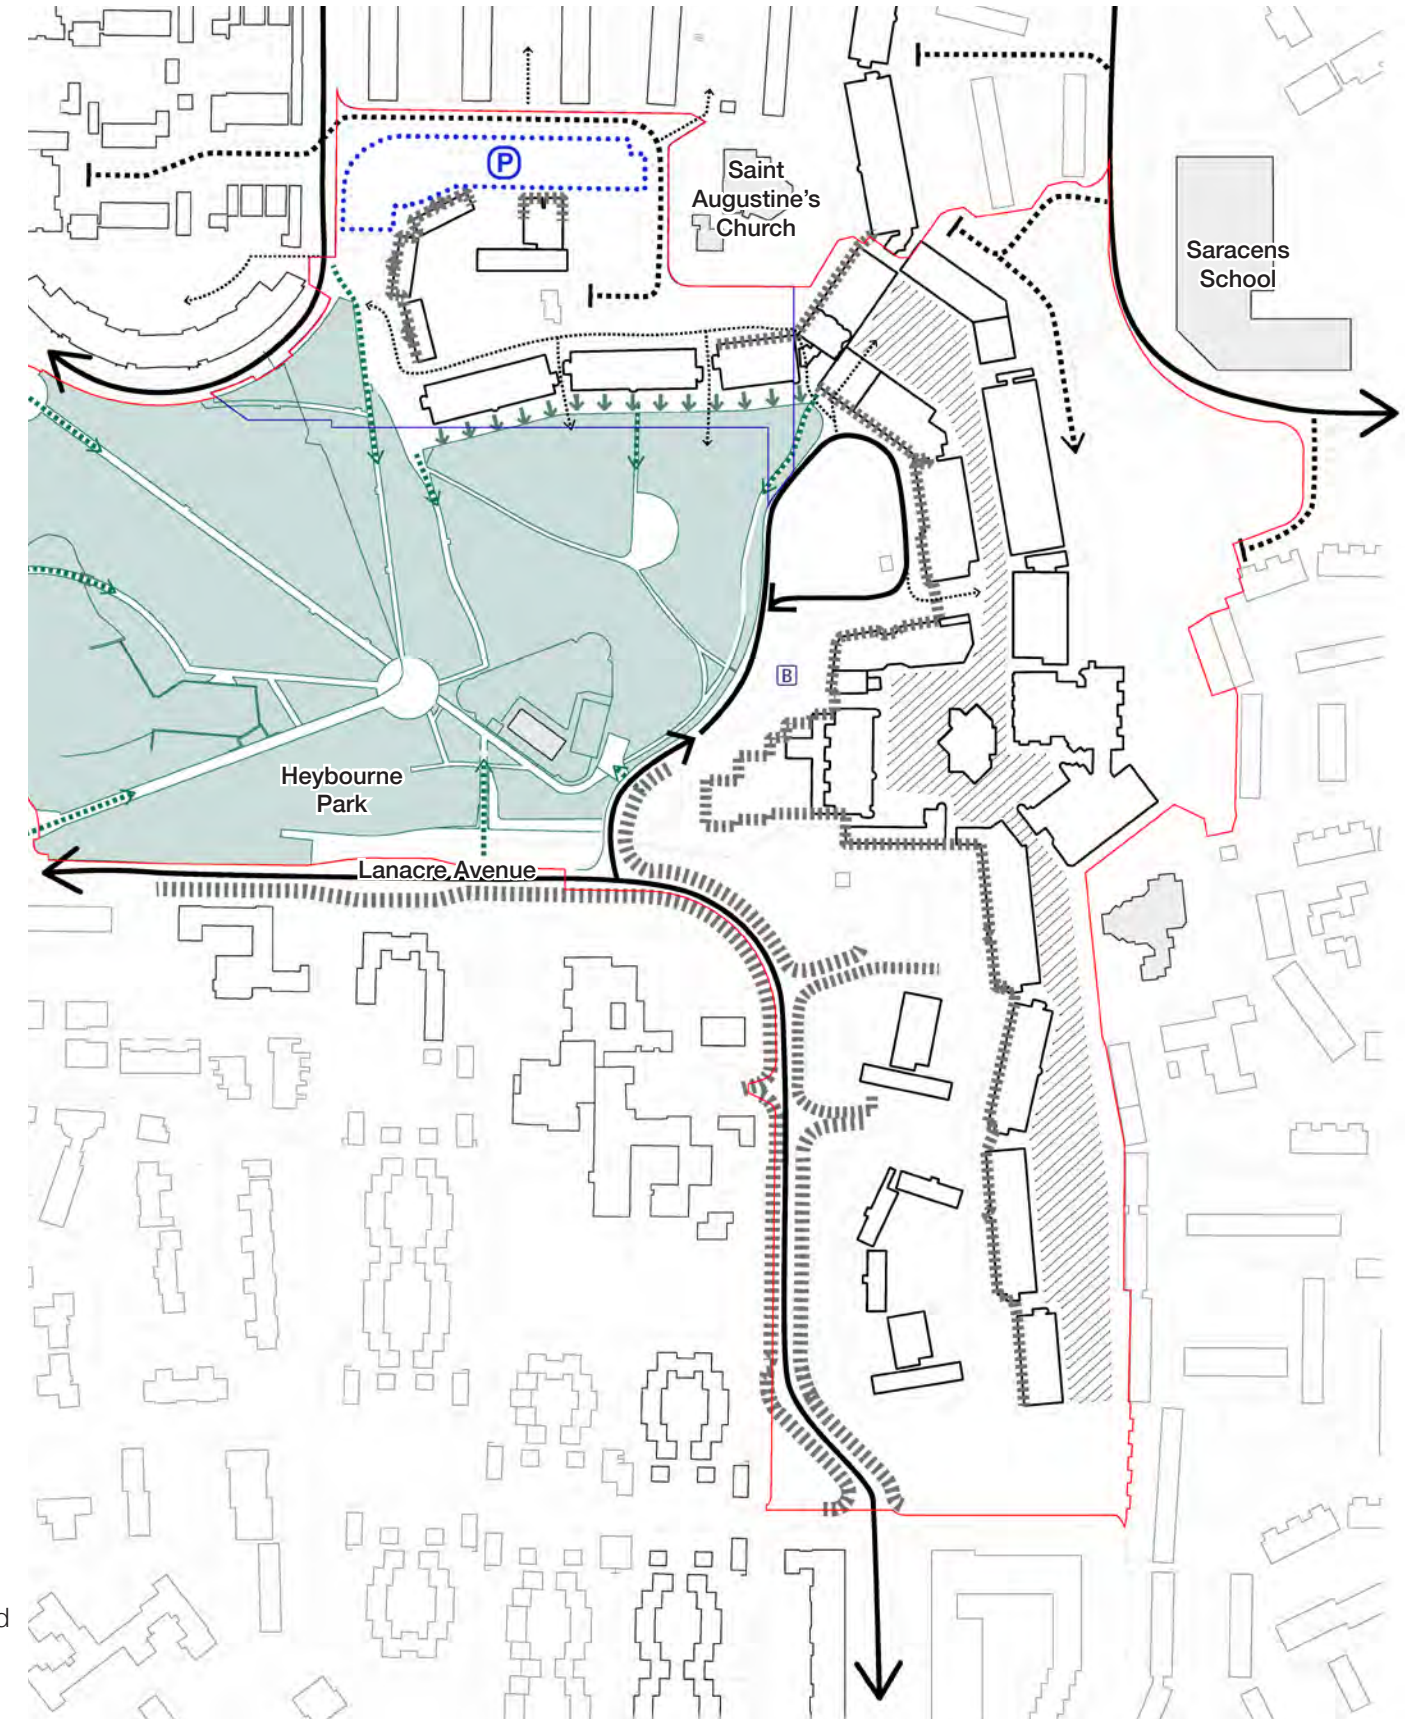 P
Saint
Augustine's
Church
Saracens
School
B
Heybourne
Park
Lanacre Avenue
d